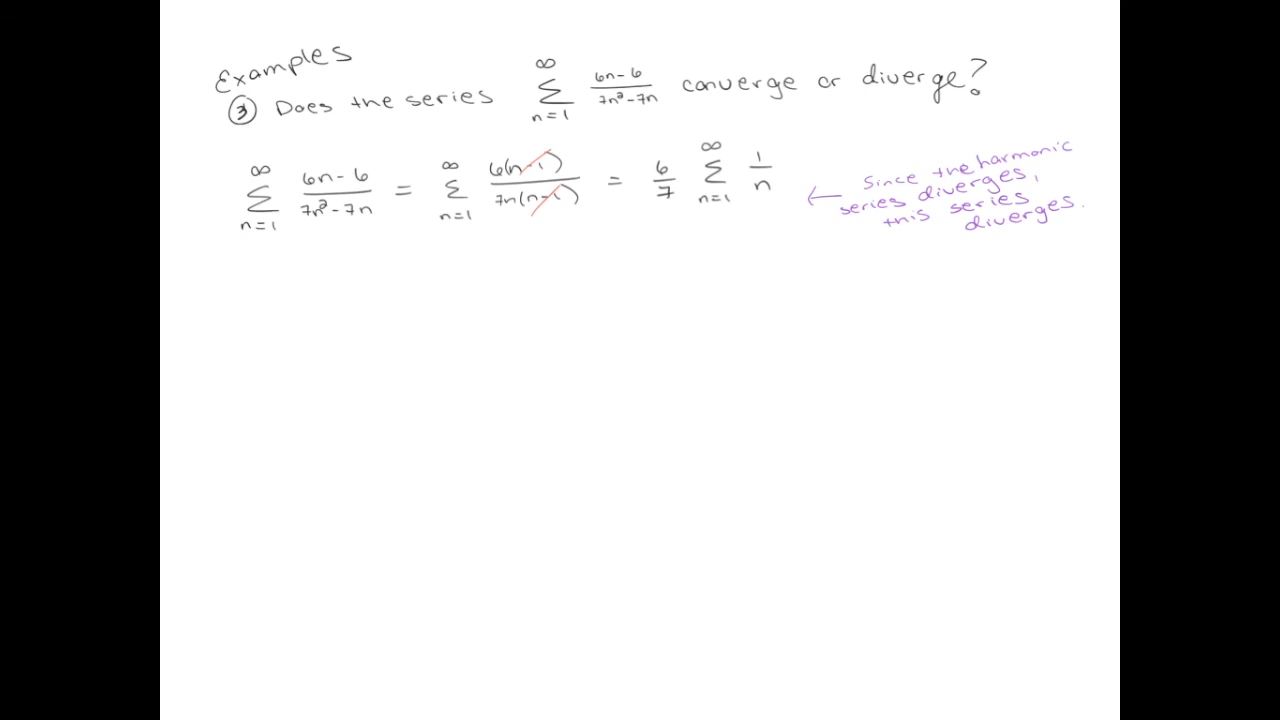 Examples
③ Does the series ∞ Σ n=1 6n-6 / 7n²-7n converge or diverge?
∞ Σ n=1 6n-6 / 7n²-7n = ∞ Σ n=1 6(n-1) / 7n(n-1) = 6/7 ∞ Σ n=1 1/n
← Since the harmonic
series diverges,
this series
diverges.